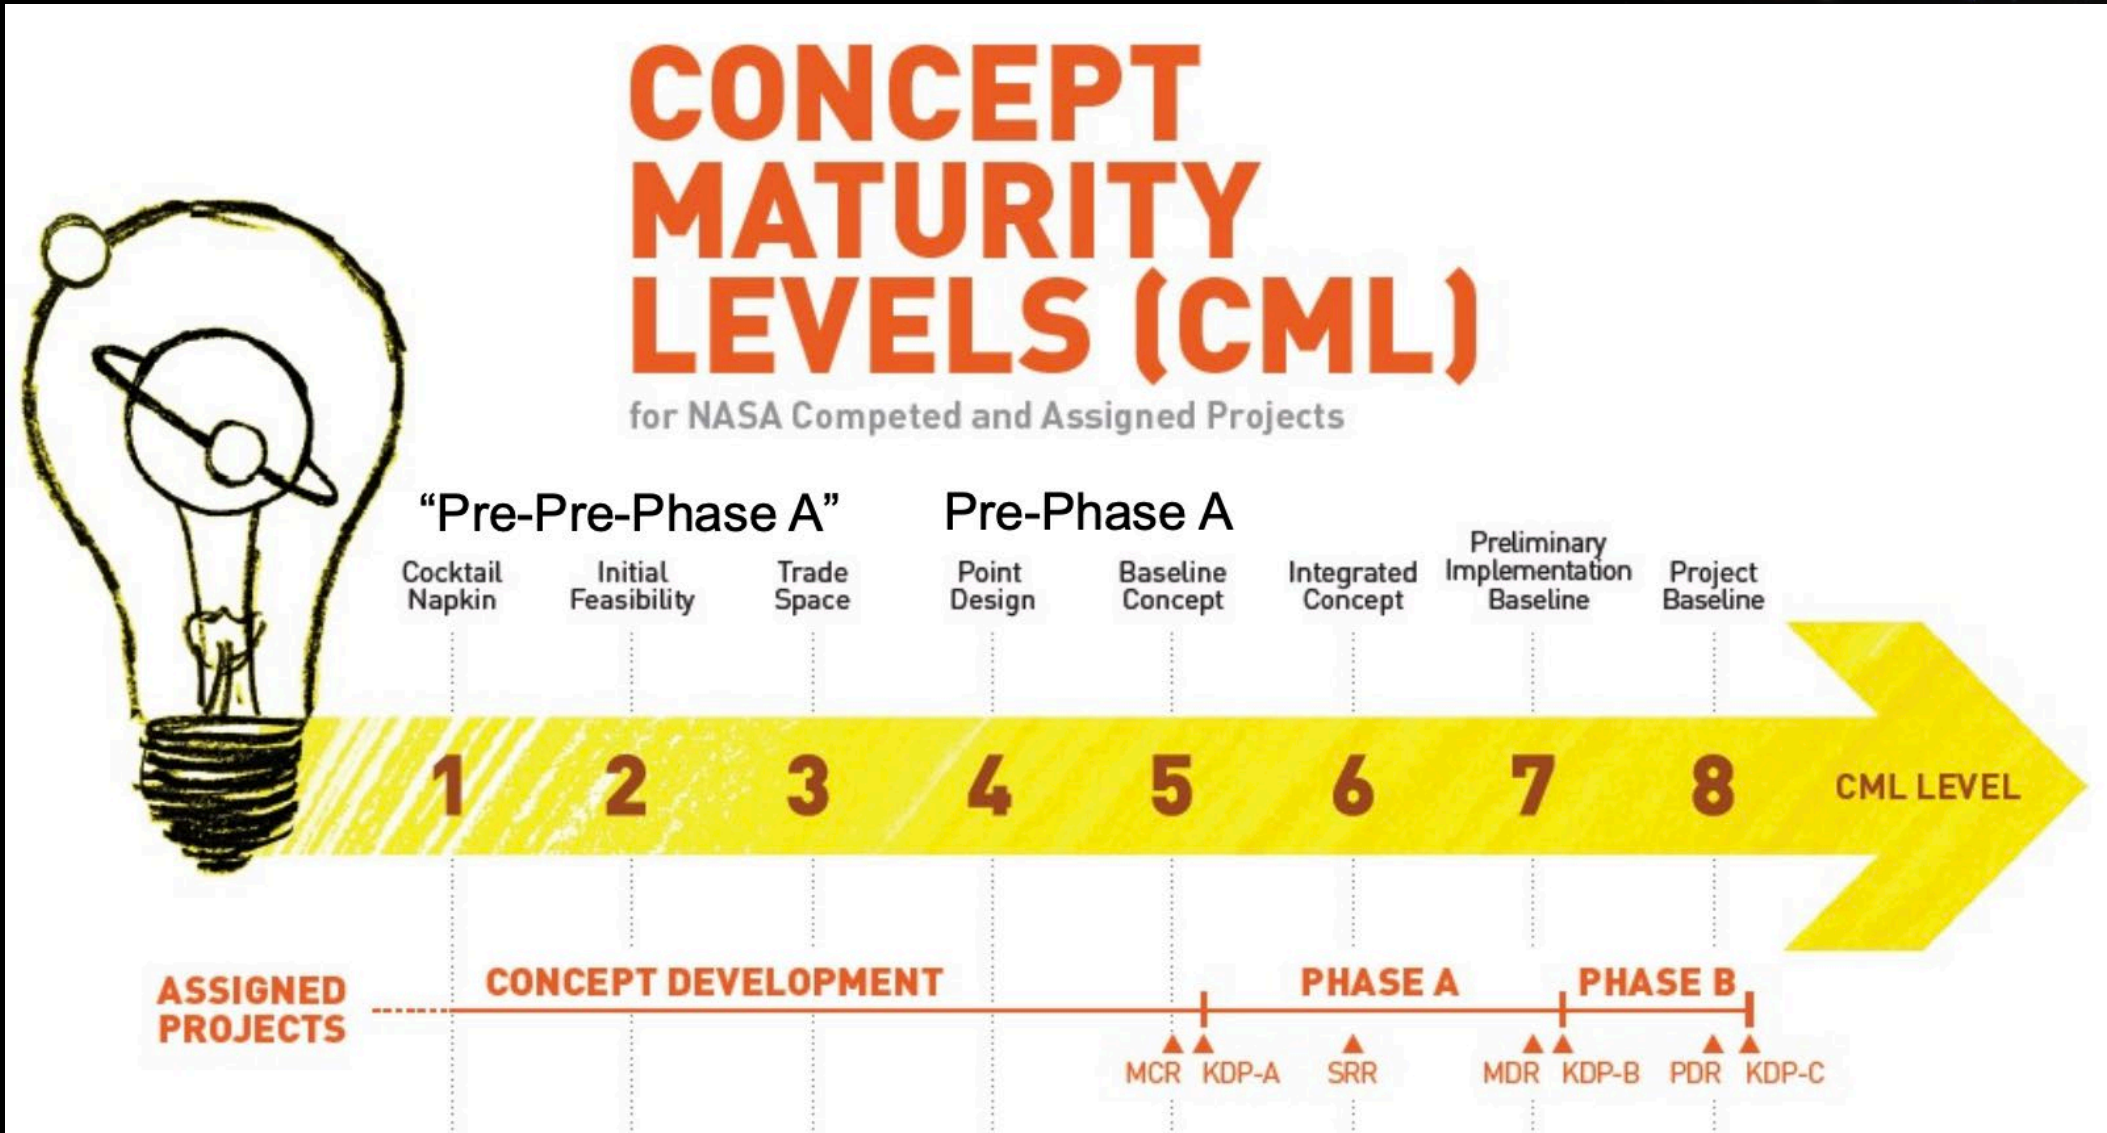 CONCEPT
MATURITY
LEVELS (CML)
for NASA Competed and Assigned Projects
“Pre-Pre-Phase A” Pre-Phase A
Cocktail
Napkin
Initial
Feasibility
Trade
Space
Point
Design
Baseline
Concept
Integrated
Concept
Preliminary
Implementation
Baseline
Project
Baseline
1 2 3 4 5 6 7 8 CML LEVEL
ASSIGNED
PROJECTS
CONCEPT DEVELOPMENT PHASE A PHASE B
MCR KDP-A SRR MDR KDP-B PDR KDP-C